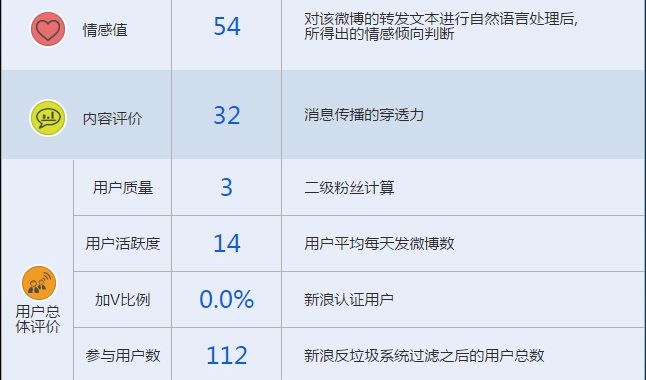 情感值
54
对该微博的转发文本进行自然语言处理后,
所得出的情感倾向判断
内容评价
32
消息传播的穿透力
用户总
体评价
用户质量
3
二级粉丝计算
用户活跃度
14
用户平均每天发微博数
加V比例
0.0%
新浪认证用户
参与用户数
112
新浪反垃圾系统过滤之后的用户总数